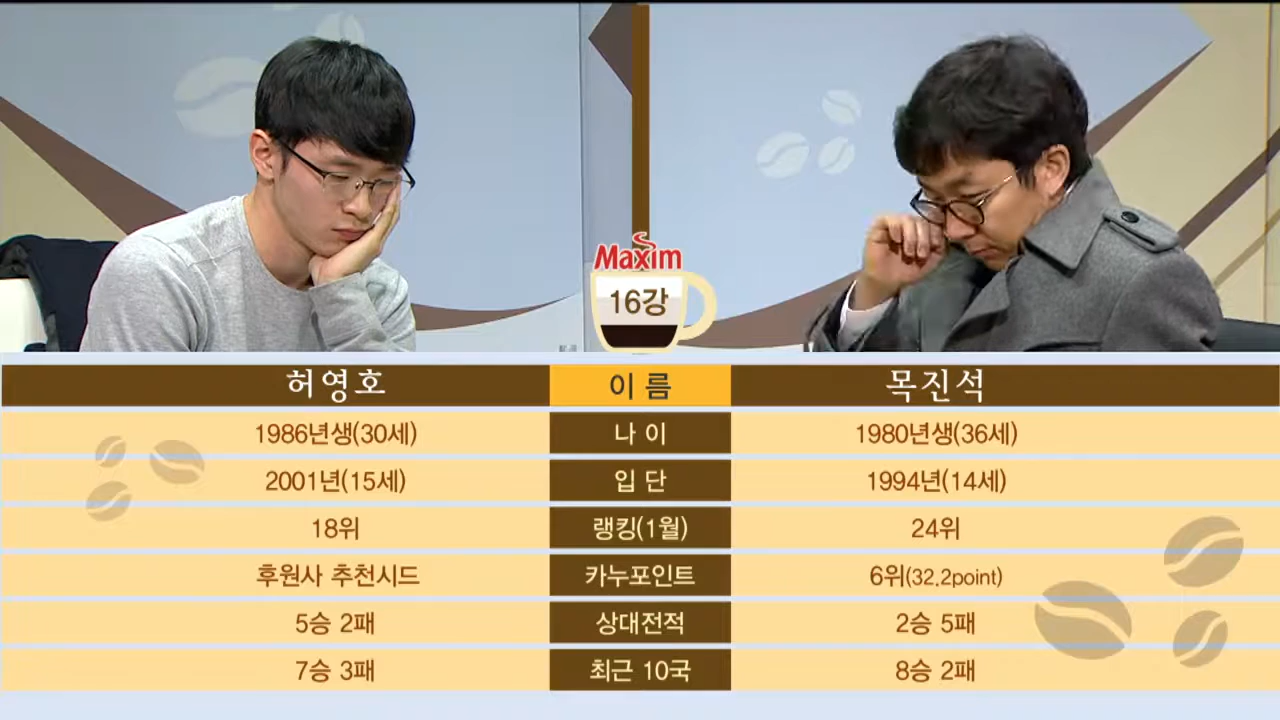 Maxim
16강
허영호 이름 목진석
1986년생(30세) 나이 1980년생(36세)
2001년(15세) 입단 1994년(14세)
18위 랭킹(1월) 24위
후원사 추천시드 카누포인트 6위(32.2point)
5승 2패 상대전적 2승 5패
7승 3패 최근 10국 8승 2패